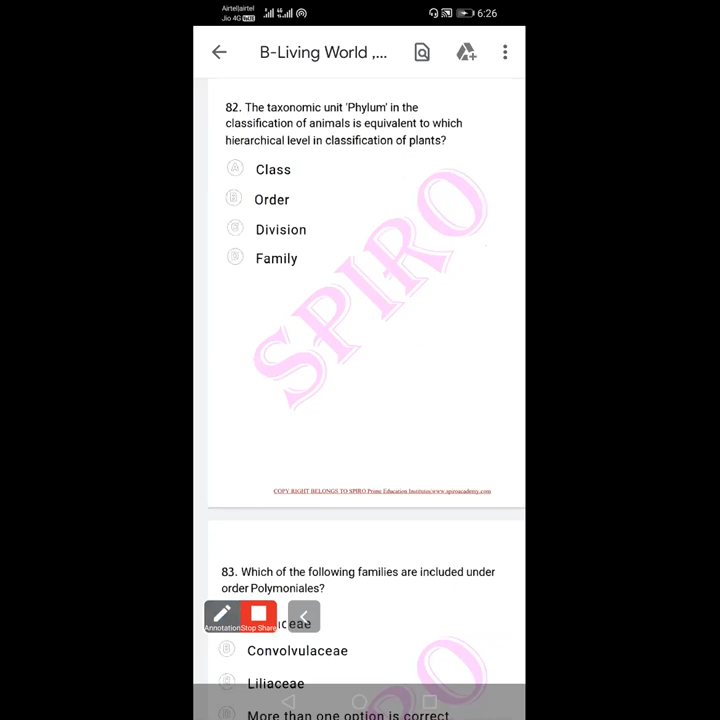 Airtel|airtel
Jio 4G VoLTE
6:26
B-Living World ,...
82. The taxonomic unit 'Phylum' in the
classification of animals is equivalent to which
hierarchical level in classification of plants?
A Class
B Order
C Division
D Family
SPIRO
COPY RIGHT BELONGS TO SPIRO Prime Education Institutes:www.spiroacademy.com
83. Which of the following families are included under
order Polymoniales?
Annotation
Stop Share
B Convolvulaceae
Liliaceae
More than one option is correct